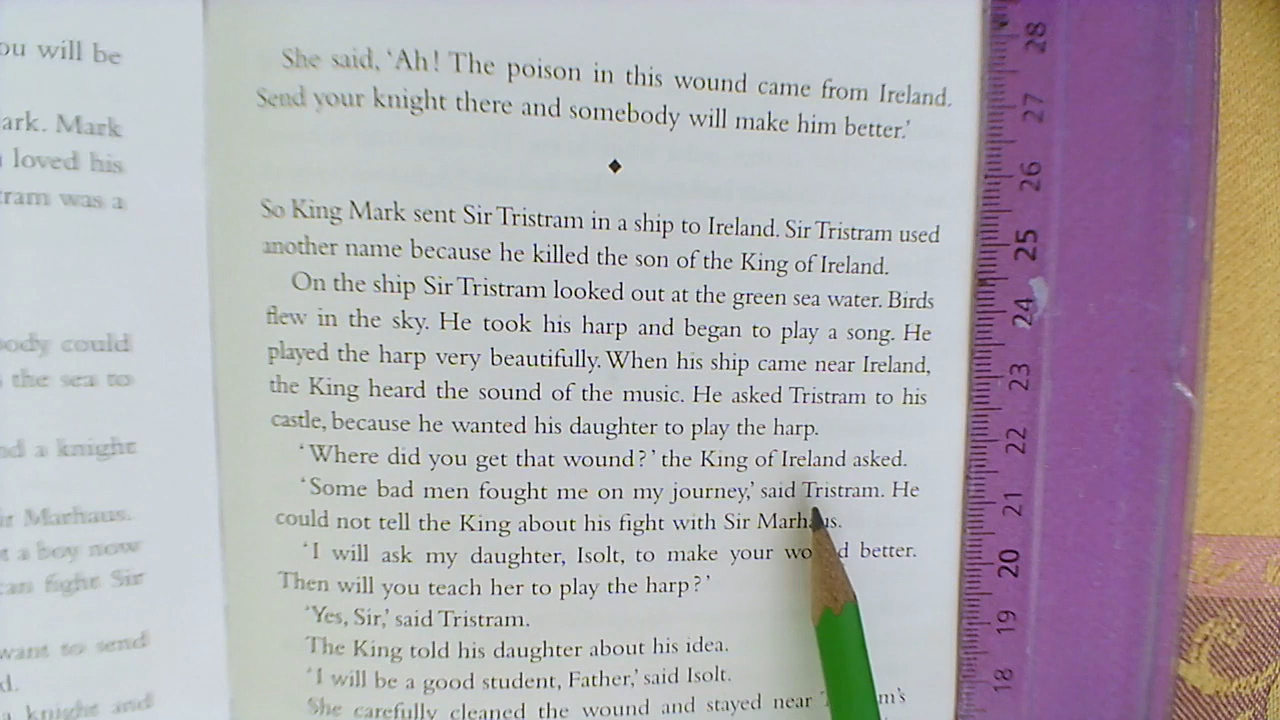 ou will be
ark. Mark
loved his
tram was a
ody could
the sea to
nd a knight
ir Marhaus.
t a boy now
can fight Sir
want to send
d.
a knight and
She said, ‘Ah! The poison in this wound came from Ireland.
Send your knight there and somebody will make him better.’
◆
So King Mark sent Sir Tristram in a ship to Ireland. Sir Tristram used
another name because he killed the son of the King of Ireland.
On the ship Sir Tristram looked out at the green sea water. Birds
flew in the sky. He took his harp and began to play a song. He
played the harp very beautifully. When his ship came near Ireland,
the King heard the sound of the music. He asked Tristram to his
castle, because he wanted his daughter to play the harp.
‘Where did you get that wound?’ the King of Ireland asked.
‘Some bad men fought me on my journey,’ said Tristram. He
could not tell the King about his fight with Sir Marhaus.
‘I will ask my daughter, Isolt, to make your wound better.
Then will you teach her to play the harp?’
‘Yes, Sir,’ said Tristram.
The King told his daughter about his idea.
‘I will be a good student, Father,’ said Isolt.
She carefully cleaned the wound and stayed near
28
27
26
25
24
23
22
21
20
19
18